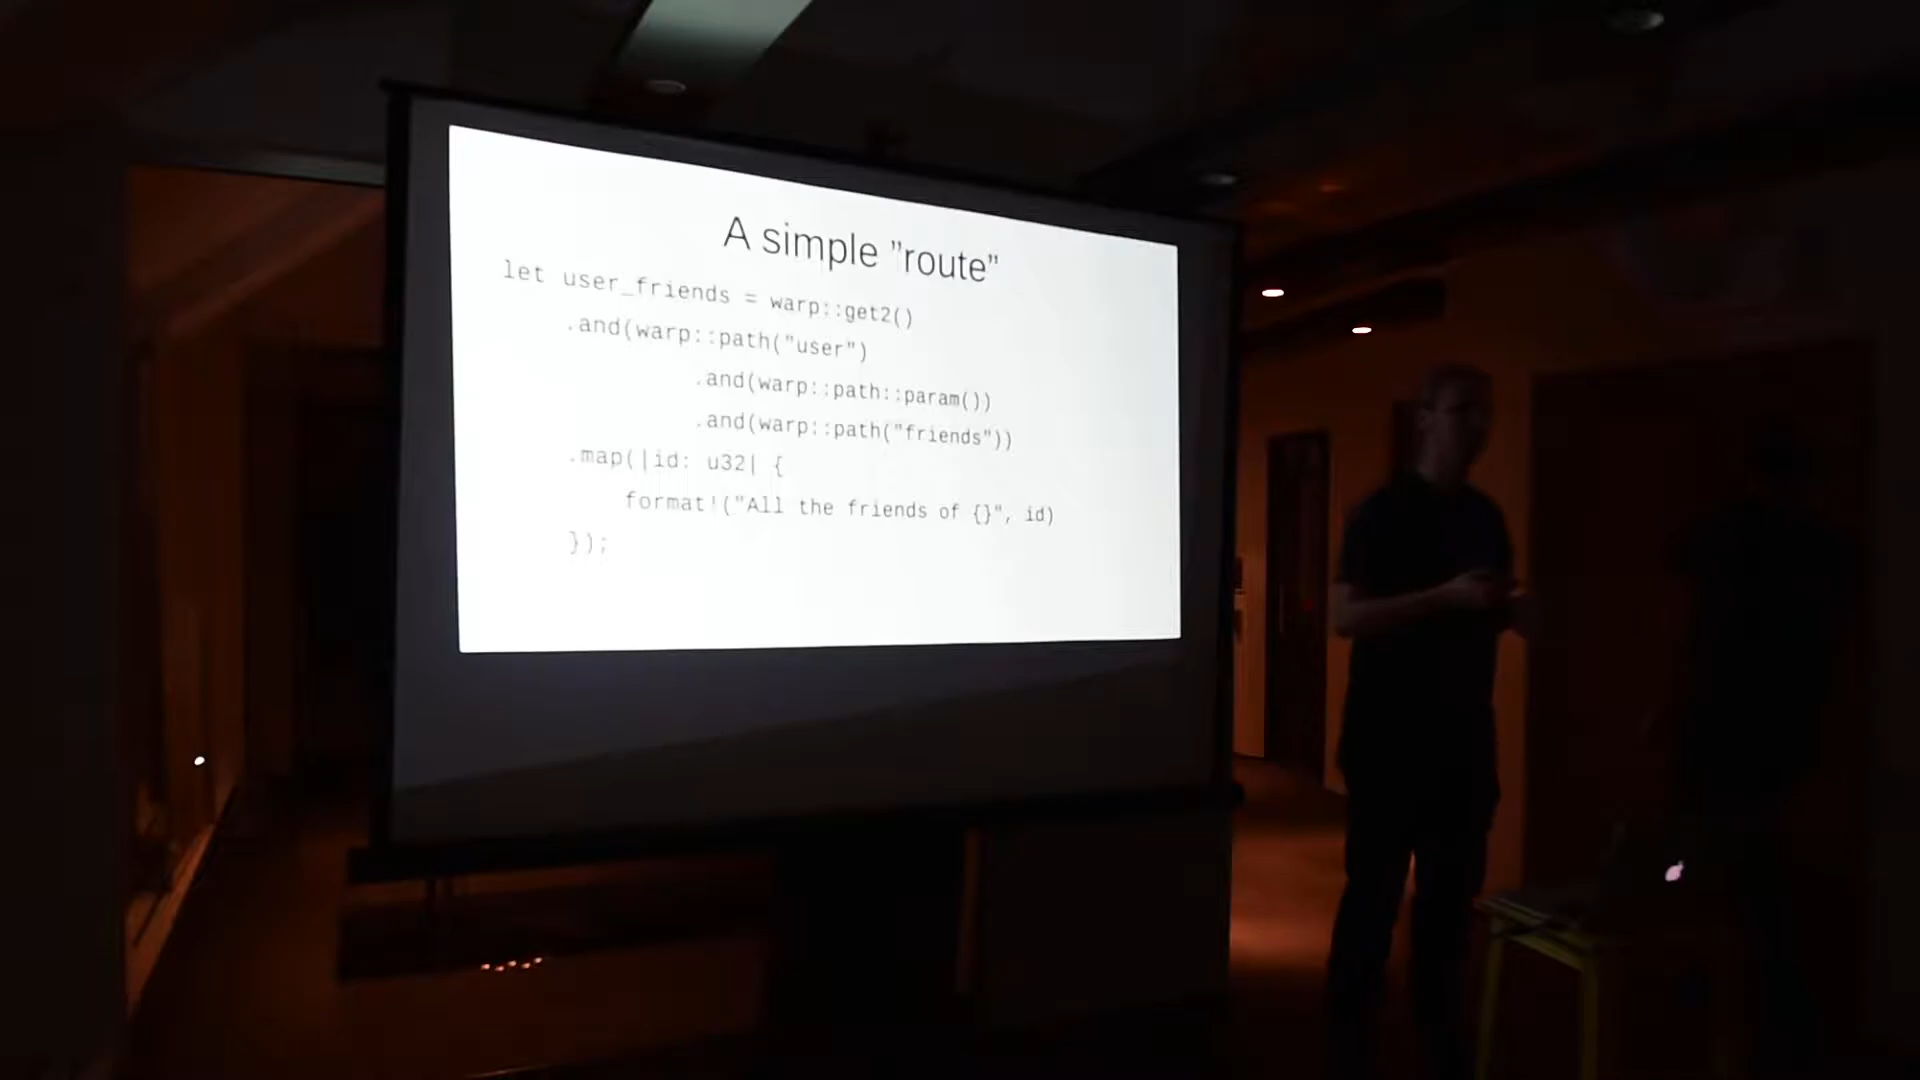 A simple "route"
let user_friends = warp::get2()
.and(warp::path("user")
.and(warp::path::param())
.and(warp::path("friends"))
.map(|id: u32| {
format!("All the friends of {}", id)
});